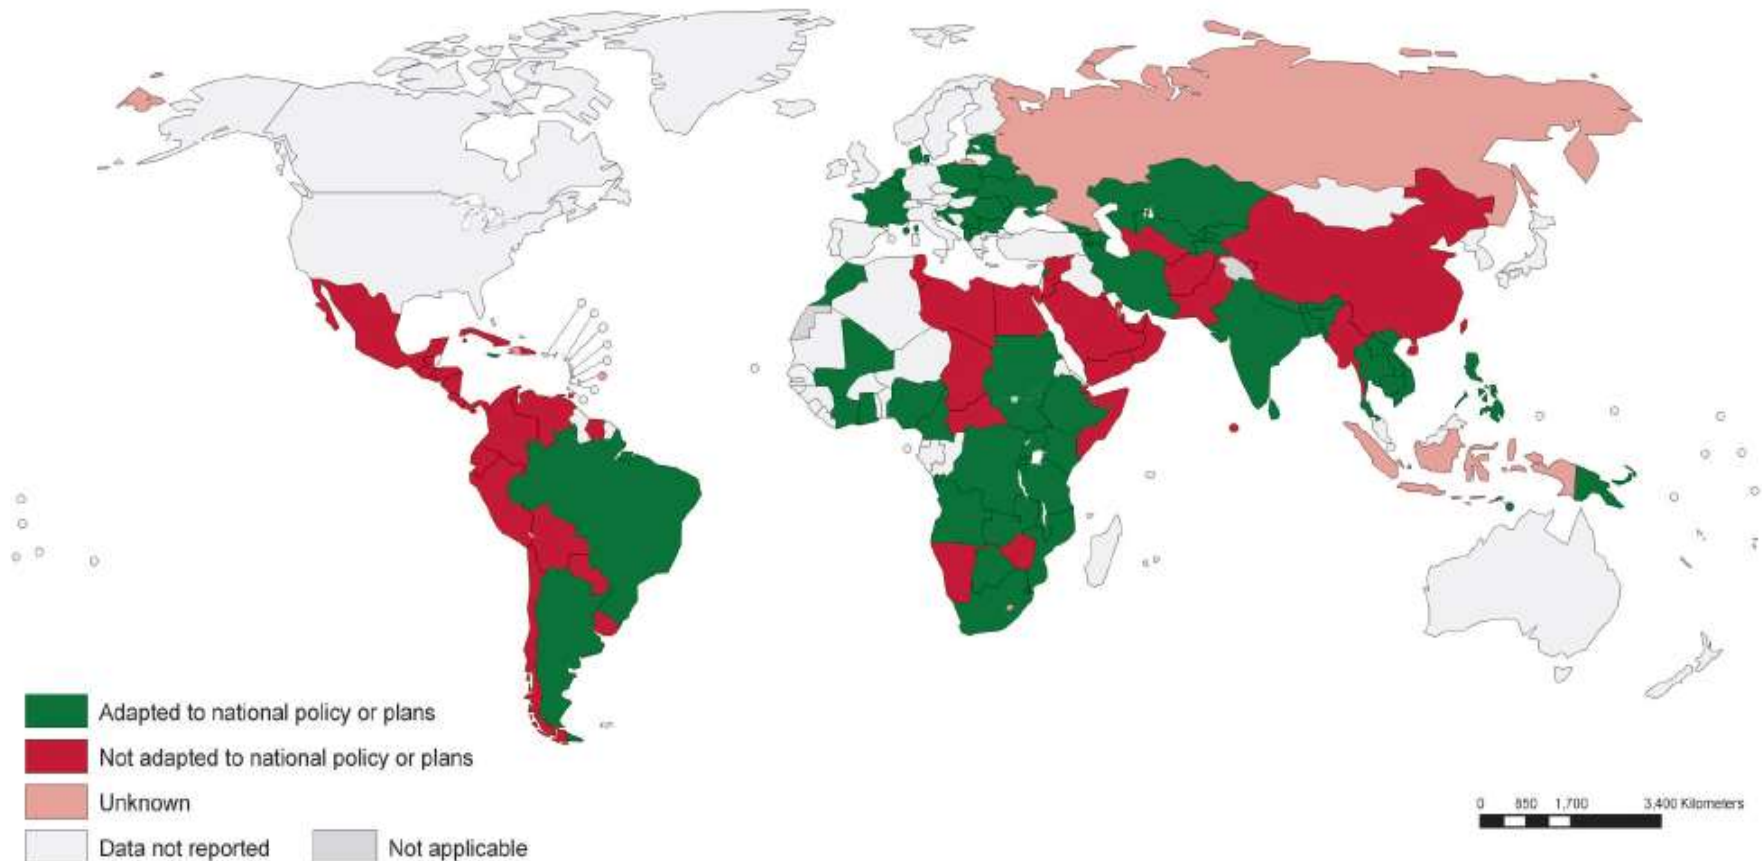 Adapted to national policy or plans
Not adapted to national policy or plans
Unknown
Data not reported Not applicable
0 850 1,700 3,400 Kilometers